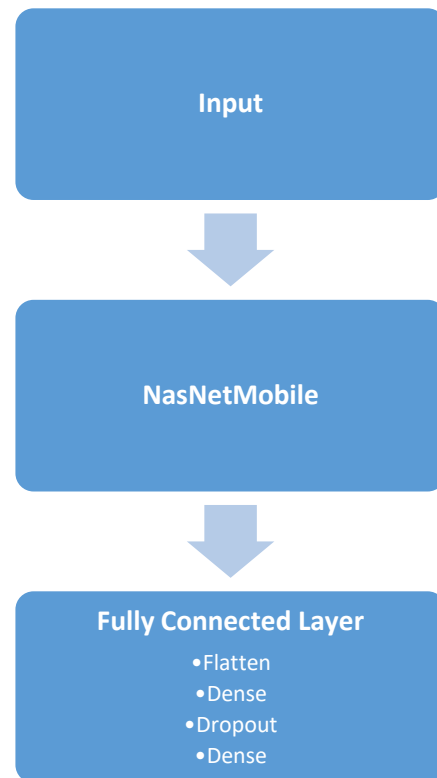 Input
NasNetMobile
Fully Connected Layer
•Flatten
•Dense
•Dropout
•Dense